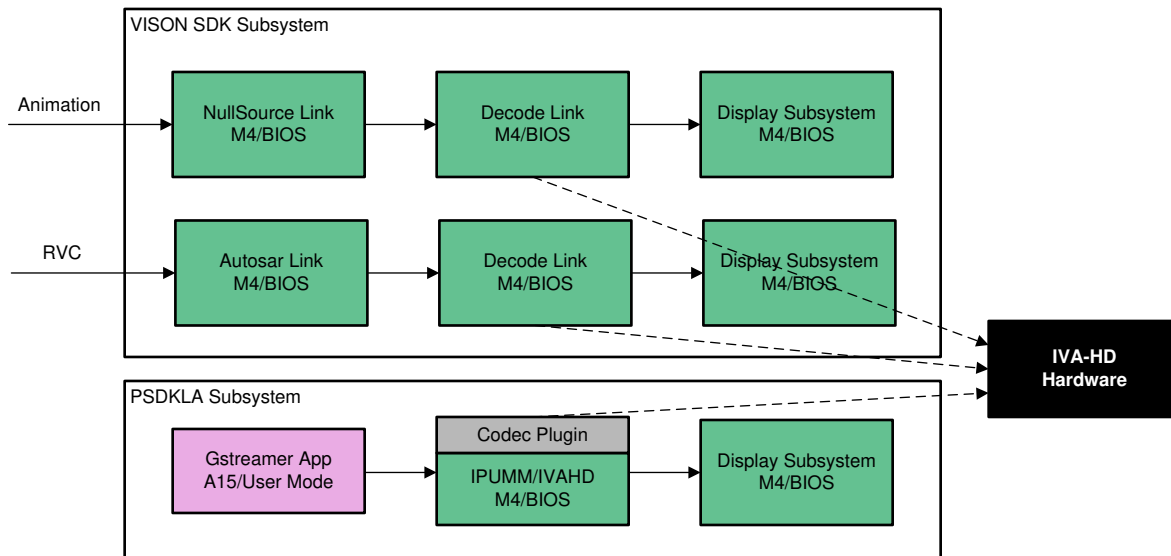 VISON SDK Subsystem
Animation
NullSource Link
M4/BIOS
Decode Link
M4/BIOS
Display Subsystem
M4/BIOS
RVC
Autosar Link
M4/BIOS
Decode Link
M4/BIOS
Display Subsystem
M4/BIOS
IVA-HD
Hardware
PSDKLA Subsystem
Gstreamer App
A15/User Mode
Codec Plugin
IPUMM/IVAHD
M4/BIOS
Display Subsystem
M4/BIOS